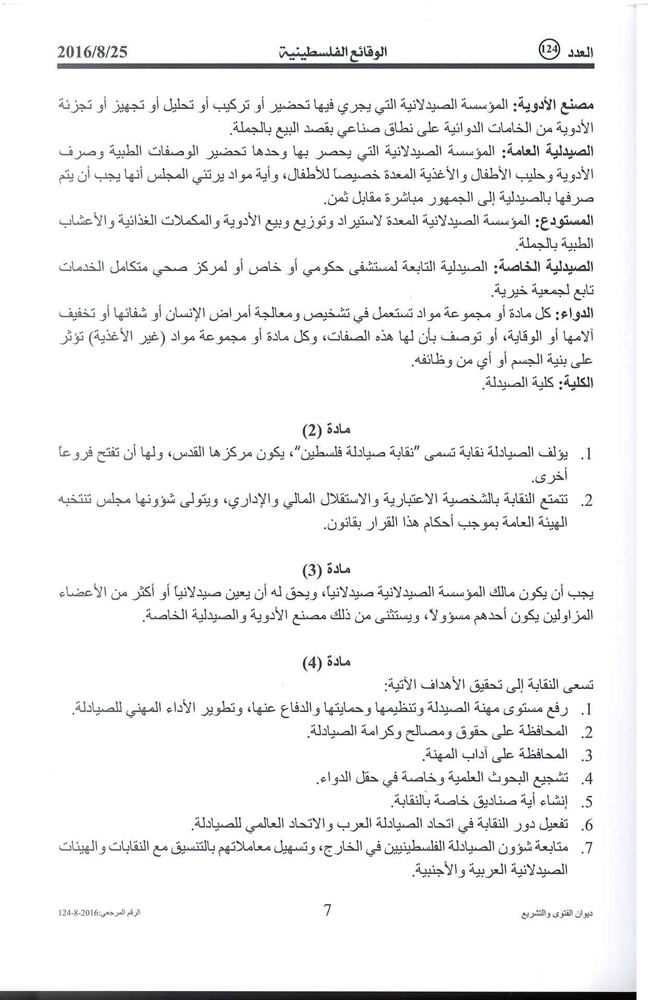 العدد 124 الوقائع الفلسطينية 2016/8/25
مصنع الأدوية: المؤسسة الصيدلانية التي يجري فيها تحضير أو تركيب أو تحليل أو تجهيز أو تجزئة
الأدوية من الخامات الدوائية على نطاق صناعي بقصد البيع بالجملة.
الصيدلية العامة: المؤسسة الصيدلانية التي يحصر بها وحدها تحضير الوصفات الطبية وصرف
الأدوية وحليب الأطفال والأغذية المعدة خصيصاً للأطفال، وأية مواد يرتئي المجلس أنها يجب أن يتم
صرفها بالصيدلية إلى الجمهور مباشرة مقابل ثمن.
المستودع: المؤسسة الصيدلانية المعدة لاستيراد وتوزيع وبيع الأدوية والمكملات الغذائية والأعشاب
الطبية بالجملة.
الصيدلية الخاصة: الصيدلية التابعة لمستشفى حكومي أو خاص أو لمركز صحي متكامل الخدمات
تابع لجمعية خيرية.
الدواء: كل مادة أو مجموعة مواد تستعمل في تشخيص ومعالجة أمراض الإنسان أو شفائها أو تخفيف
آلامها أو الوقاية، أو توصف بأن لها هذه الصفات، وكل مادة أو مجموعة مواد (غير الأغذية) تؤثر
على بنية الجسم أو أي من وظائفه.
الكلية: كلية الصيدلة.
مادة (2)
1. يؤلف الصيادلة نقابة تسمى ”نقابة صيادلة فلسطين“، يكون مركزها القدس، ولها أن تفتح فروعاً
أخرى.
2. تتمتع النقابة بالشخصية الاعتبارية والاستقلال المالي والإداري، ويتولى شؤونها مجلس تنتخبه
الهيئة العامة بموجب أحكام هذا القرار بقانون.
مادة (3)
يجب أن يكون مالك المؤسسة الصيدلانية صيدلانياً، ويحق له أن يعين صيدلانياً أو أكثر من الأعضاء
المزاولين يكون أحدهم مسؤولاً، ويستثنى من ذلك مصنع الأدوية والصيدلية الخاصة.
مادة (4)
تسعى النقابة إلى تحقيق الأهداف الآتية:
1. رفع مستوى مهنة الصيدلة وتنظيمها وحمايتها والدفاع عنها، وتطوير الأداء المهني للصيادلة.
2. المحافظة على حقوق ومصالح وكرامة الصيادلة.
3. المحافظة على آداب المهنة.
4. تشجيع البحوث العلمية وخاصة في حقل الدواء.
5. إنشاء أية صناديق خاصة بالنقابة.
6. تفعيل دور النقابة في اتحاد الصيادلة العرب والاتحاد العالمي للصيادلة.
7. متابعة شؤون الصيادلة الفلسطينيين في الخارج، وتسهيل معاملاتهم بالتنسيق مع النقابات والهيئات
الصيدلانية العربية والأجنبية.
ديوان الفتوى والتشريع 7 الرقم المرجعي:2016-8-124